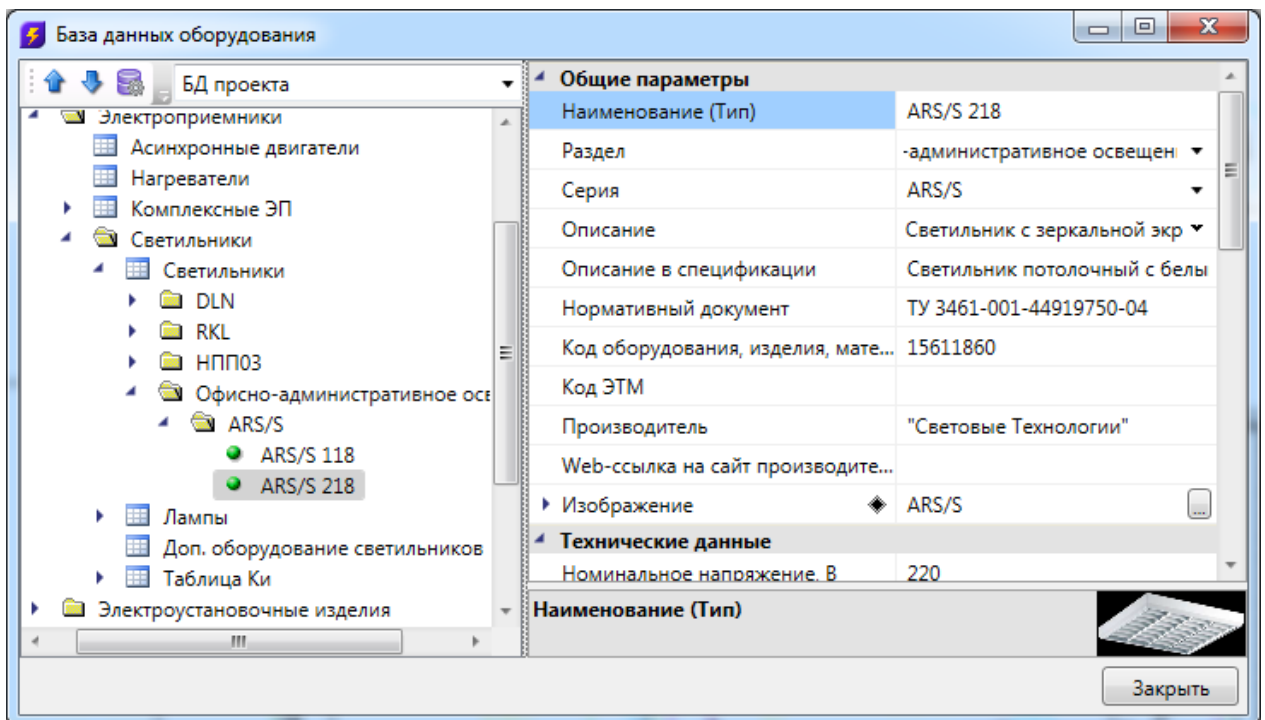 База данных оборудования
БД проекта
Электроприемники
Асинхронные двигатели
Нагреватели
Комплексные ЭП
Светильники
Светильники
DLN
RKL
НПП03
Офисно-административное осв
ARS/S
ARS/S 118
ARS/S 218
Лампы
Доп. оборудование светильников
Таблица Ки
Электроустановочные изделия
Общие параметры
Наименование (Тип) ARS/S 218
Раздел -административное освещени
Серия ARS/S
Описание Светильник с зеркальной экр
Описание в спецификации Светильник потолочный с белы
Нормативный документ ТУ 3461-001-44919750-04
Код оборудования, изделия, мате... 15611860
Код ЭТМ
Производитель "Световые Технологии"
Web-ссылка на сайт производите...
Изображение ARS/S ...
Технические данные
Номинальное напряжение, В 220
Наименование (Тип)
Закрыть